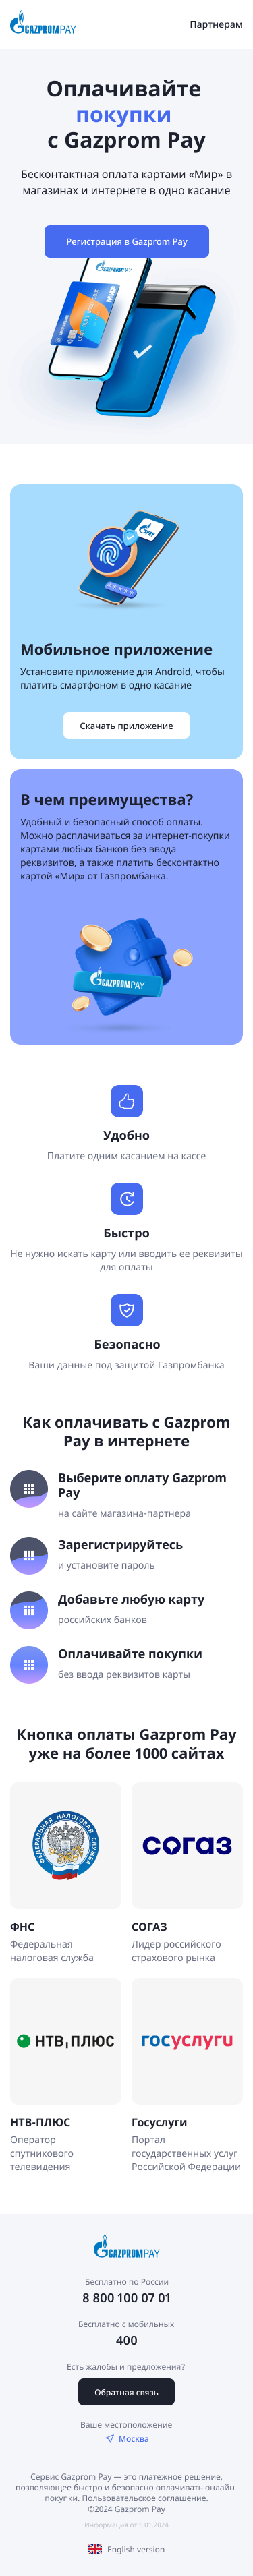 GAZPROMPAY
Партнерам
Оплачивайте
покупки
с Gazprom Pay
Бесконтактная оплата картами «Мир» в
магазинах и интернете в одно касание
Регистрация в Gazprom Pay
GAZPROMPAY
МИР
Мобильное приложение
Установите приложение для Android, чтобы
платить смартфоном в одно касание
Скачать приложение
В чем преимущества?
Удобный и безопасный способ оплаты.
Можно расплачиваться за интернет-покупки
картами любых банков без ввода
реквизитов, а также платить бесконтактно
картой «Мир» от Газпромбанка.
GAZPROMPAY
Удобно
Платите одним касанием на кассе
Быстро
Не нужно искать карту или вводить ее реквизиты
для оплаты
Безопасно
Ваши данные под защитой Газпромбанка
Как оплачивать с Gazprom
Pay в интернете
Выберите оплату Gazprom
Pay
на сайте магазина-партнера
Зарегистрируйтесь
и установите пароль
Добавьте любую карту
российских банков
Оплачивайте покупки
без ввода реквизитов карты
Кнопка оплаты Gazprom Pay
уже на более 1000 сайтах
ФЕДЕРАЛЬНАЯ НАЛОГОВАЯ СЛУЖБА
согаз
ФНС
СОГАЗ
Федеральная
налоговая служба
Лидер российского
страхового рынка
НТВ‚ПЛЮС
госуслуги
НТВ-ПЛЮС
Госуслуги
Оператор
спутникового
телевидения
Портал
государственных услуг
Российской Федерации
GAZPROMPAY
Бесплатно по России
8 800 100 07 01
Бесплатно с мобильных
400
Есть жалобы и предложения?
Обратная связь
Ваше местоположение
Москва
Сервис Gazprom Pay — это платежное решение,
позволяющее быстро и безопасно оплачивать онлайн-
покупки. Пользовательское соглашение.
©2024 Gazprom Pay
Информация от 5.01.2024
English version